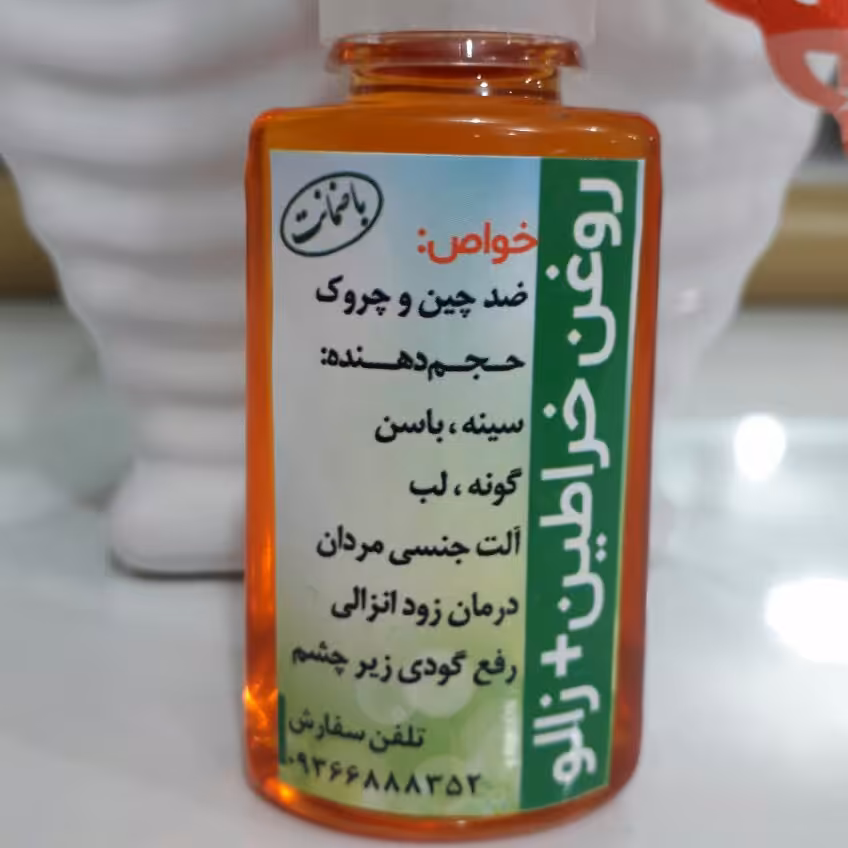 روغن خراطین + زالو
باضمانت
خواص:
ضد چین و چروک
حجم‌دهنده:
سینه ، باسن
گونه ، لب
آلت جنسی مردان
درمان زود انزالی
رفع گودی زیر چشم
تلفن سفارش
۰۹۳۶۶۸۸۸۳۵۲